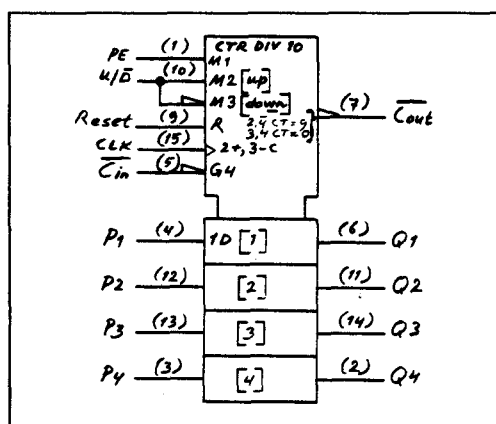 CTR DIV 10
PE (1) M1
U/D̅ (10) M2 [up]
M3 [down]
Reset (9) R 2,4̅ CT=9
3,4 CT=0 (7) C̅o̅u̅t̅
CLK (15) 2+, 3-C
C̅i̅n̅ (5) G4
P1 (4) 1D [1] (6) Q1
P2 (12) [2] (11) Q2
P3 (13) [3] (14) Q3
P4 (3) [4] (2) Q4